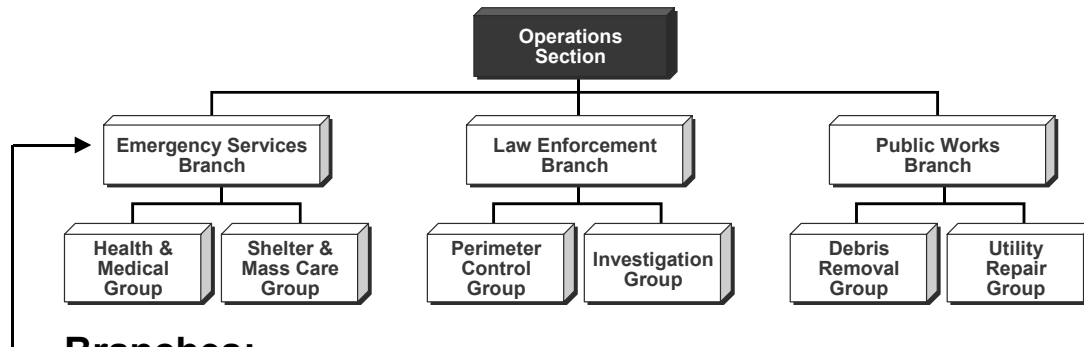 Operations
Section
Emergency Services
Branch
Law Enforcement
Branch
Public Works
Branch
Health &
Medical
Group
Shelter &
Mass Care
Group
Perimeter
Control
Group
Investigation
Group
Debris
Removal
Group
Utility
Repair
Group
Branches: